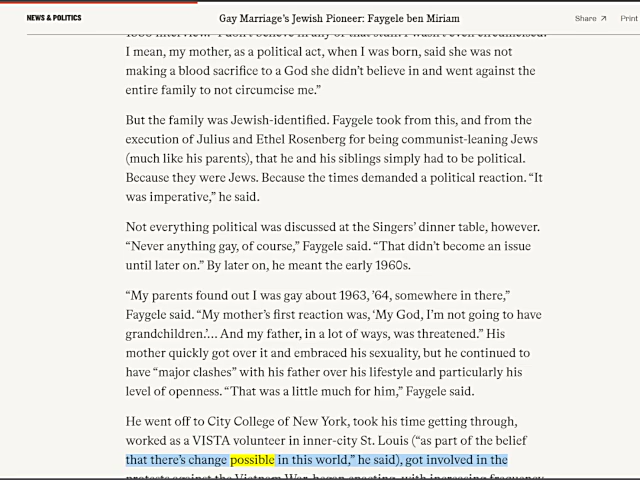 NEWS & POLITICS
Gay Marriage's Jewish Pioneer: Faygele ben Miriam
Share
Print
I mean, my mother, as a political act, when I was born, said she was not
making a blood sacrifice to a God she didn't believe in and went against the
entire family to not circumcise me."
But the family was Jewish-identified. Faygele took from this, and from the
execution of Julius and Ethel Rosenberg for being communist-leaning Jews
(much like his parents), that he and his siblings simply had to be political.
Because they were Jews. Because the times demanded a political reaction. "It
was imperative," he said.
Not everything political was discussed at the Singers' dinner table, however.
"Never anything gay, of course," Faygele said. "That didn't become an issue
until later on." By later on, he meant the early 1960s.
"My parents found out I was gay about 1963, '64, somewhere in there,"
Faygele said. "My mother's first reaction was, 'My God, I'm not going to have
grandchildren.'… And my father, in a lot of ways, was threatened." His
mother quickly got over it and embraced his sexuality, but he continued to
have "major clashes" with his father over his lifestyle and particularly his
level of openness. "That was a little much for him," Faygele said.
He went off to City College of New York, took his time getting through,
worked as a VISTA volunteer in inner-city St. Louis ("as part of the belief
that there's change possible in this world," he said), got involved in the